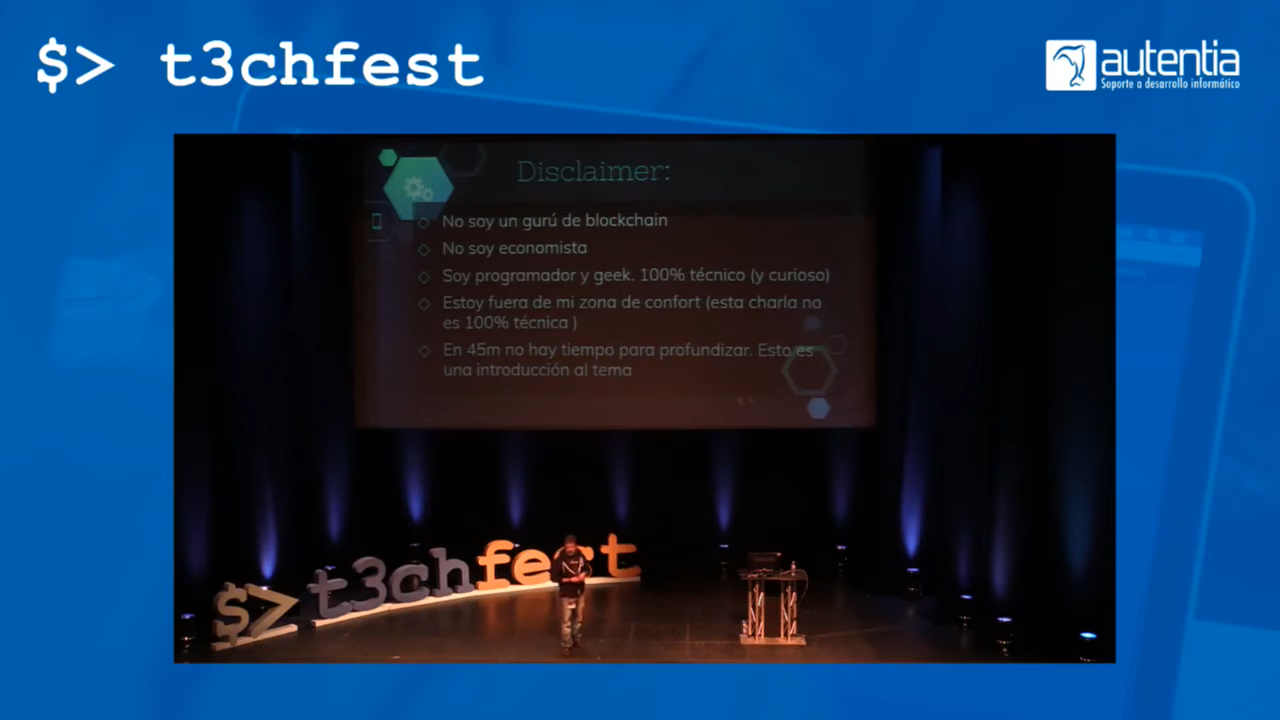 $> t3chfest
autentia
Soporte a desarrollo informático
Disclaimer:
No soy un gurú de blockchain
No soy economista
Soy programador y geek. 100% técnico (y curioso)
Estoy fuera de mi zona de confort (esta charla no
es 100% técnica )
En 45m no hay tiempo para profundizar. Esto es
una introducción al tema
$> t3chfest